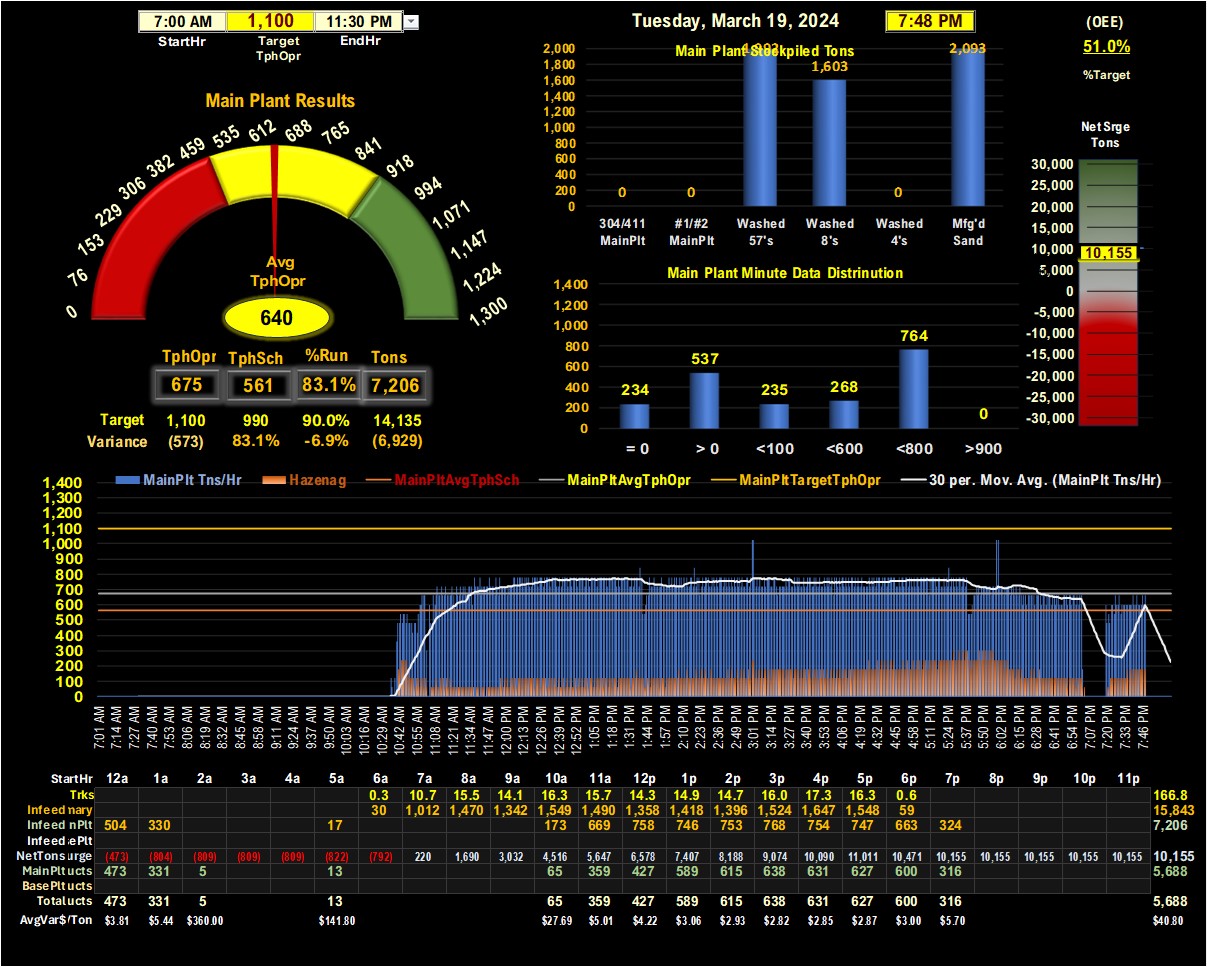 7:00 AM 1,100 11:30 PM
StartHr Target TphOpr EndHr
Tuesday, March 19, 2024 7:48 PM
(OEE)
51.0%
%Target
Main Plant Stockpiled Tons
2,000
1,800
1,600
1,400
1,200
1,000
800
600
400
200
0
0 0 1,603 0 2,093
304/411 MainPlt
#1/#2 MainPlt
Washed 57's
Washed 8's
Washed 4's
Mfg'd Sand
Main Plant Results
0
76
153
229
306
382
459
535
612
688
765
841
918
994
1,071
1,147
1,224
1,300
Avg
TphOpr
640
TphOpr TphSch %Run Tons
675 561 83.1% 7,206
Target 1,100 990 90.0% 14,135
Variance (573) 83.1% -6.9% (6,929)
Main Plant Minute Data Distrinution
1,400
1,200
1,000
800
600
400
200
0
234 537 235 268 764 0
= 0 > 0 <100 <600 <800 >900
Net Srge
Tons
30,000
25,000
20,000
15,000
10,000
5,000
0
-5,000
-10,000
-15,000
-20,000
-25,000
-30,000
10,155
MainPlt Tns/Hr Hazenag MainPltAvgTphSch MainPltAvgTphOpr MainPltTargetTphOpr 30 per. Mov. Avg. (MainPlt Tns/Hr)
1,400
1,300
1,200
1,100
1,000
900
800
700
600
500
400
300
200
100
0
7:01 AM 7:14 AM 7:27 AM 7:40 AM 7:53 AM 8:06 AM 8:19 AM 8:32 AM 8:45 AM 8:58 AM 9:11 AM 9:24 AM 9:37 AM 9:50 AM 10:03 AM 10:16 AM 10:29 AM 10:42 AM 10:55 AM 11:08 AM 11:21 AM 11:34 AM 11:47 AM 12:00 PM 12:13 PM 12:26 PM 12:39 PM 12:52 PM 1:05 PM 1:18 PM 1:31 PM 1:44 PM 1:57 PM 2:10 PM 2:23 PM 2:36 PM 2:49 PM 3:01 PM 3:14 PM 3:27 PM 3:40 PM 3:53 PM 4:06 PM 4:19 PM 4:32 PM 4:45 PM 4:58 PM 5:11 PM 5:24 PM 5:37 PM 5:50 PM 6:02 PM 6:15 PM 6:28 PM 6:41 PM 6:54 PM 7:07 PM 7:20 PM 7:33 PM 7:46 PM
StartHr 12a 1a 2a 3a 4a 5a 6a 7a 8a 9a 10a 11a 12p 1p 2p 3p 4p 5p 6p 7p 8p 9p 10p 11p
Trks 0.3 10.7 15.5 14.1 16.3 15.7 14.3 14.9 14.7 16.0 17.3 16.3 0.6 166.8
Infeed mary 30 1,012 1,470 1,342 1,549 1,490 1,358 1,418 1,396 1,524 1,647 1,548 59 15,843
Infeed nPlt 504 330 17 173 669 758 746 753 768 754 747 663 324 7,206
Infeed ePlt
NetTons urge (473) (804) (809) (809) (809) (822) (792) 220 1,690 3,032 4,516 5,647 6,578 7,407 8,188 9,074 10,090 11,011 10,471 10,155 10,155 10,155 10,155 10,155 10,155
MainPlt ucts 473 331 5 13 65 359 427 589 615 638 631 627 600 316 5,688
BasePlt ucts
Total ucts 473 331 5 13 65 359 427 589 615 638 631 627 600 316 5,688
AvgVar$/Ton $3.81 $5.44 $360.00 $141.80 $27.69 $5.01 $4.22 $3.06 $2.93 $2.82 $2.85 $2.87 $3.00 $5.70 $40.80